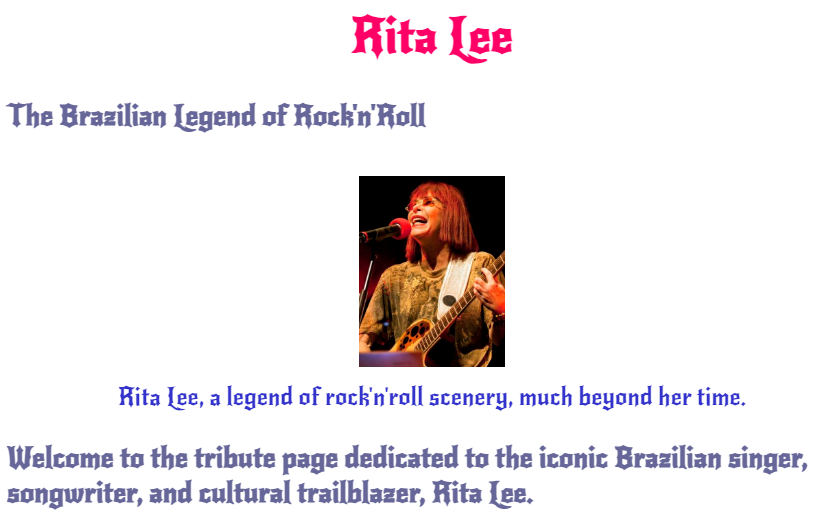 Rita Lee
The Brazilian Legend of Rock'n'Roll
Rita Lee, a legend of rock'n'roll scenery, much beyond her time.
Welcome to the tribute page dedicated to the iconic Brazilian singer,
songwriter, and cultural trailblazer, Rita Lee.